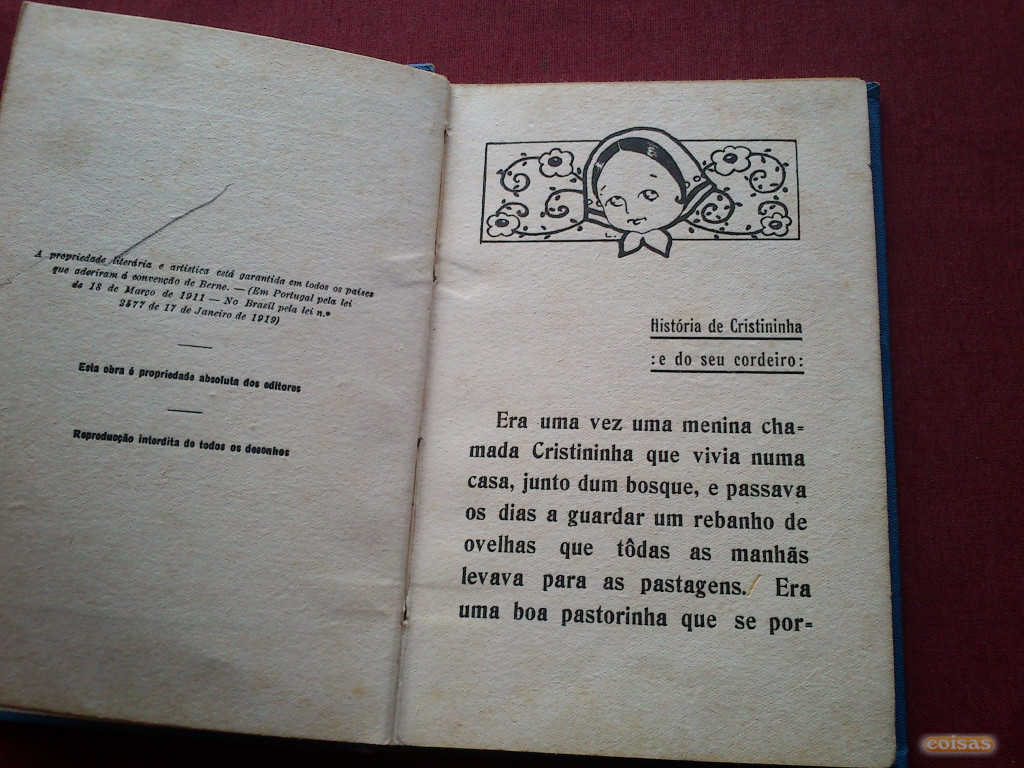 A propriedade literária e artistica está garantida em todos os países
que aderiram á convenção de Berne. — (Em Portugal pela lei
de 18 de Março de 1911 — No Brasil pela lei n.º
2577 de 17 de Janeiro de 1919)
Esta obra é propriedade absoluta dos editores
Reproducção interdita de todos os desenhos
História de Cristininha
:e do seu cordeiro:
Era uma vez uma menina cha=
mada Cristininha que vivia numa
casa, junto dum bosque, e passava
os dias a guardar um rebanho de
ovelhas que tôdas as manhãs
levava para as pastagens. Era
uma boa pastorinha que se por=
coisas